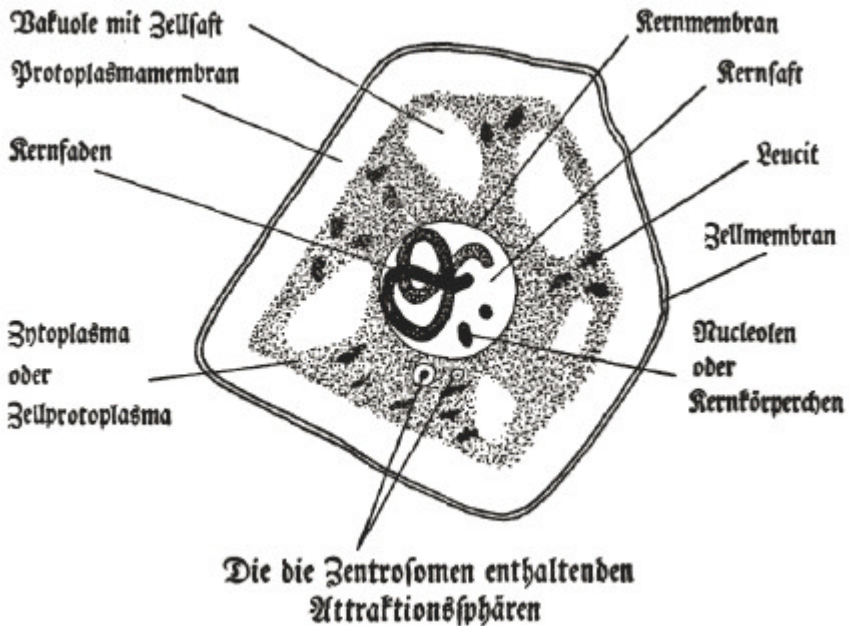 Vakuole mit Zellsaft
Protoplasmamembran
Kernfaden
Zytoplasma
oder
Zellprotoplasma
Kernmembran
Kernsaft
Leucit
Zellmembran
Nucleolen
oder
Kernkörperchen
Die die Zentrosomen enthaltenden
Attraktionssphären